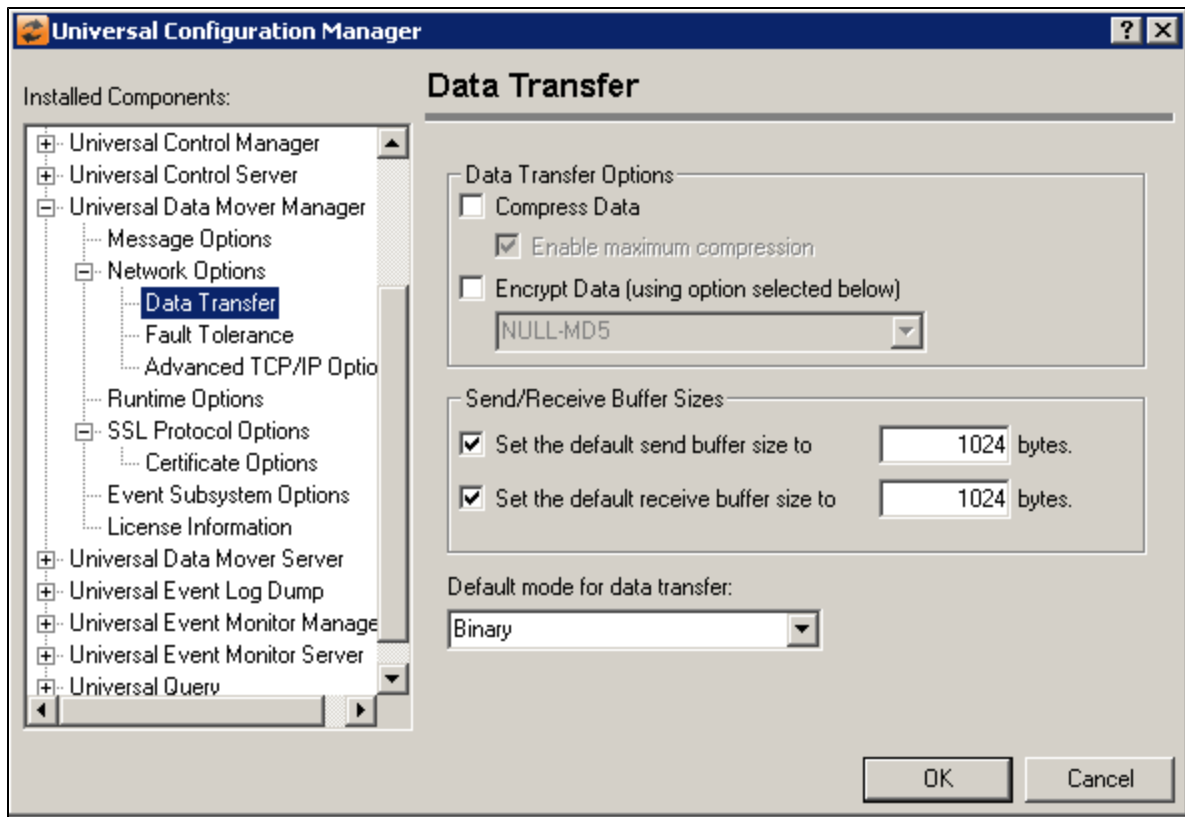 Universal Configuration Manager
Installed Components:
Universal Control Manager
Universal Control Server
Universal Data Mover Manager
Message Options
Network Options
Data Transfer
Fault Tolerance
Advanced TCP/IP Optio
Runtime Options
SSL Protocol Options
Certificate Options
Event Subsystem Options
License Information
Universal Data Mover Server
Universal Event Log Dump
Universal Event Monitor Manage
Universal Event Monitor Server
Universal Query
Data Transfer
Data Transfer Options
Compress Data
Enable maximum compression
Encrypt Data (using option selected below)
NULL-MD5
Send/Receive Buffer Sizes
Set the default send buffer size to 1024 bytes.
Set the default receive buffer size to 1024 bytes.
Default mode for data transfer:
Binary
OK Cancel